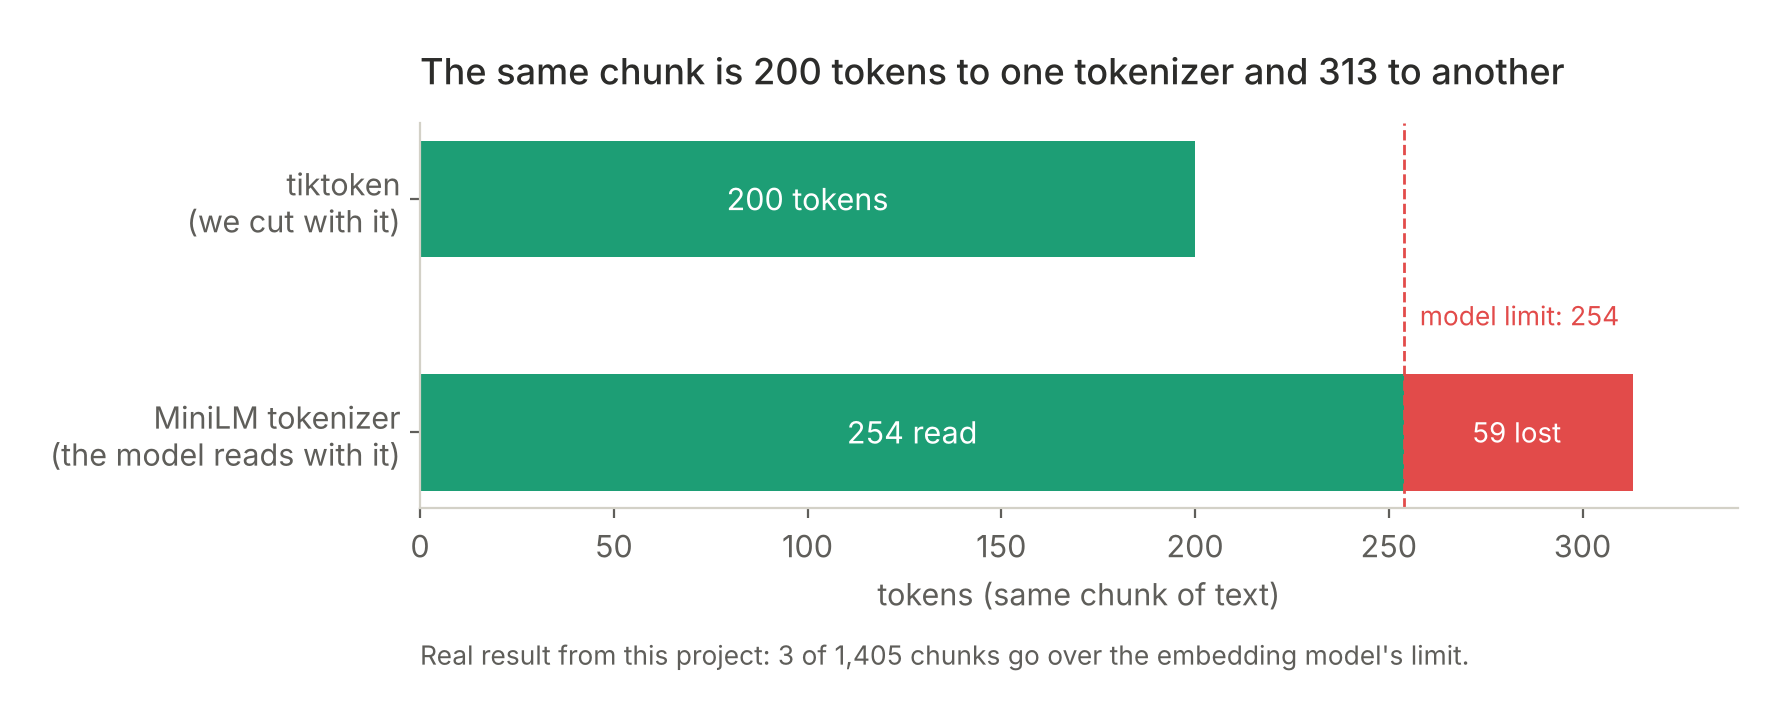 The same chunk is 200 tokens to one tokenizer and 313 to another
tiktoken
(we cut with it)
200 tokens
model limit: 254
MiniLM tokenizer
(the model reads with it)
254 read
59 lost
0 50 100 150 200 250 300
tokens (same chunk of text)
Real result from this project: 3 of 1,405 chunks go over the embedding model's limit.